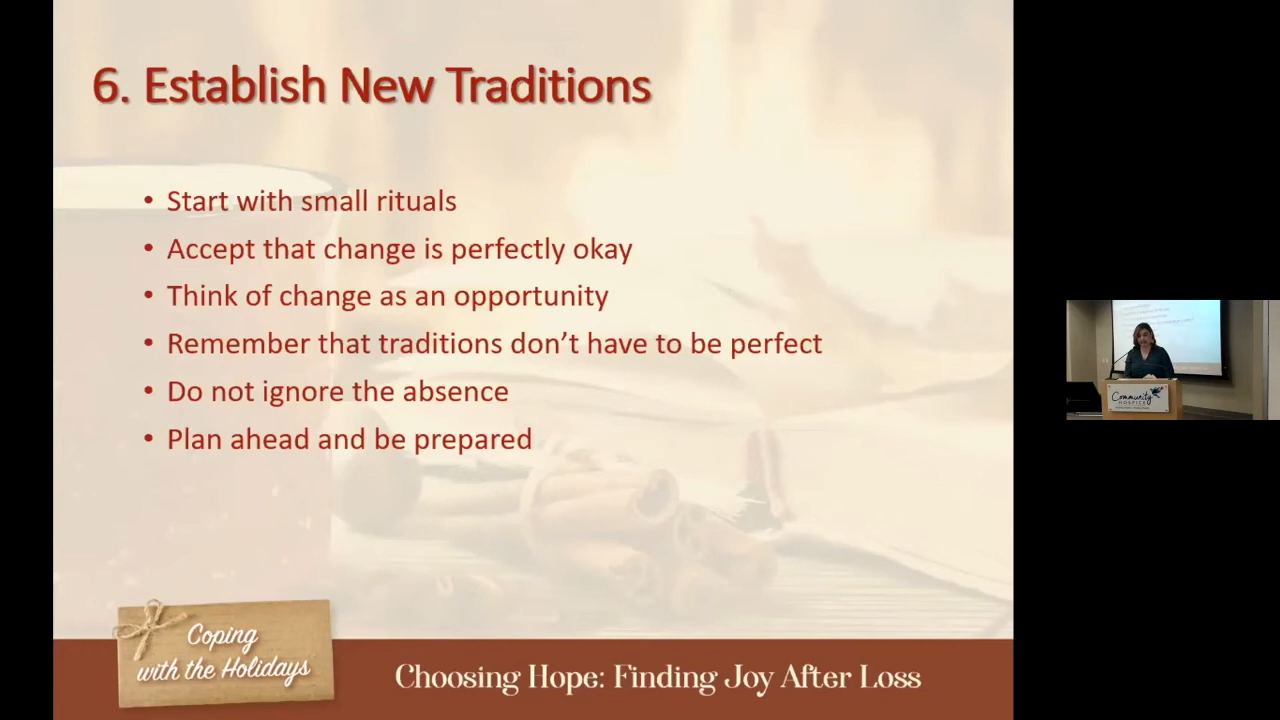 6. Establish New Traditions
• Start with small rituals
• Accept that change is perfectly okay
• Think of change as an opportunity
• Remember that traditions don’t have to be perfect
• Do not ignore the absence
• Plan ahead and be prepared
Coping
with the Holidays
Choosing Hope: Finding Joy After Loss
Community
HOSPICE